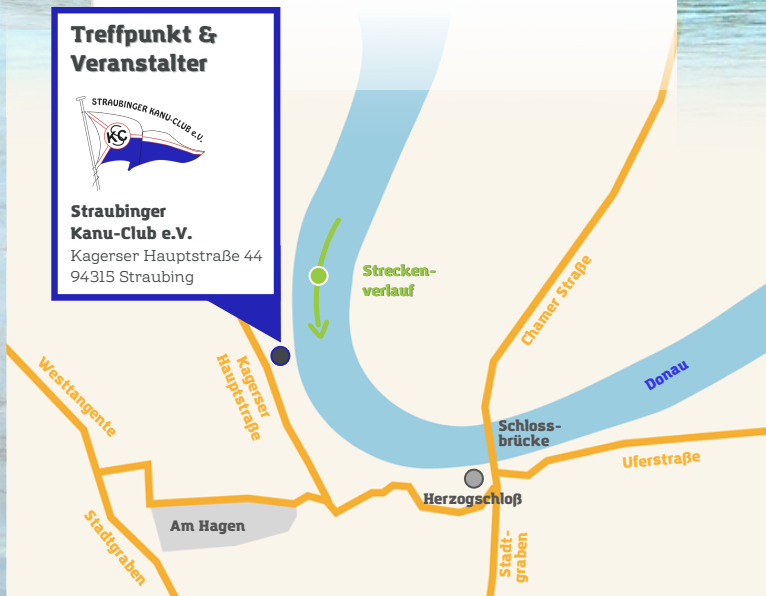 Treffpunkt &
Veranstalter
STRAUBINGER KANU-CLUB e.V.
KCS
Straubinger
Kanu-Club e.V.
Kagerser Hauptstraße 44
94315 Straubing
Strecken-
verlauf
Chamer Straße
Donau
Kagerser
Hauptstraße
Westtangente
Schloss-
brücke
Uferstraße
Herzogschloß
Am Hagen
Stadtgraben
Stadt-
graben